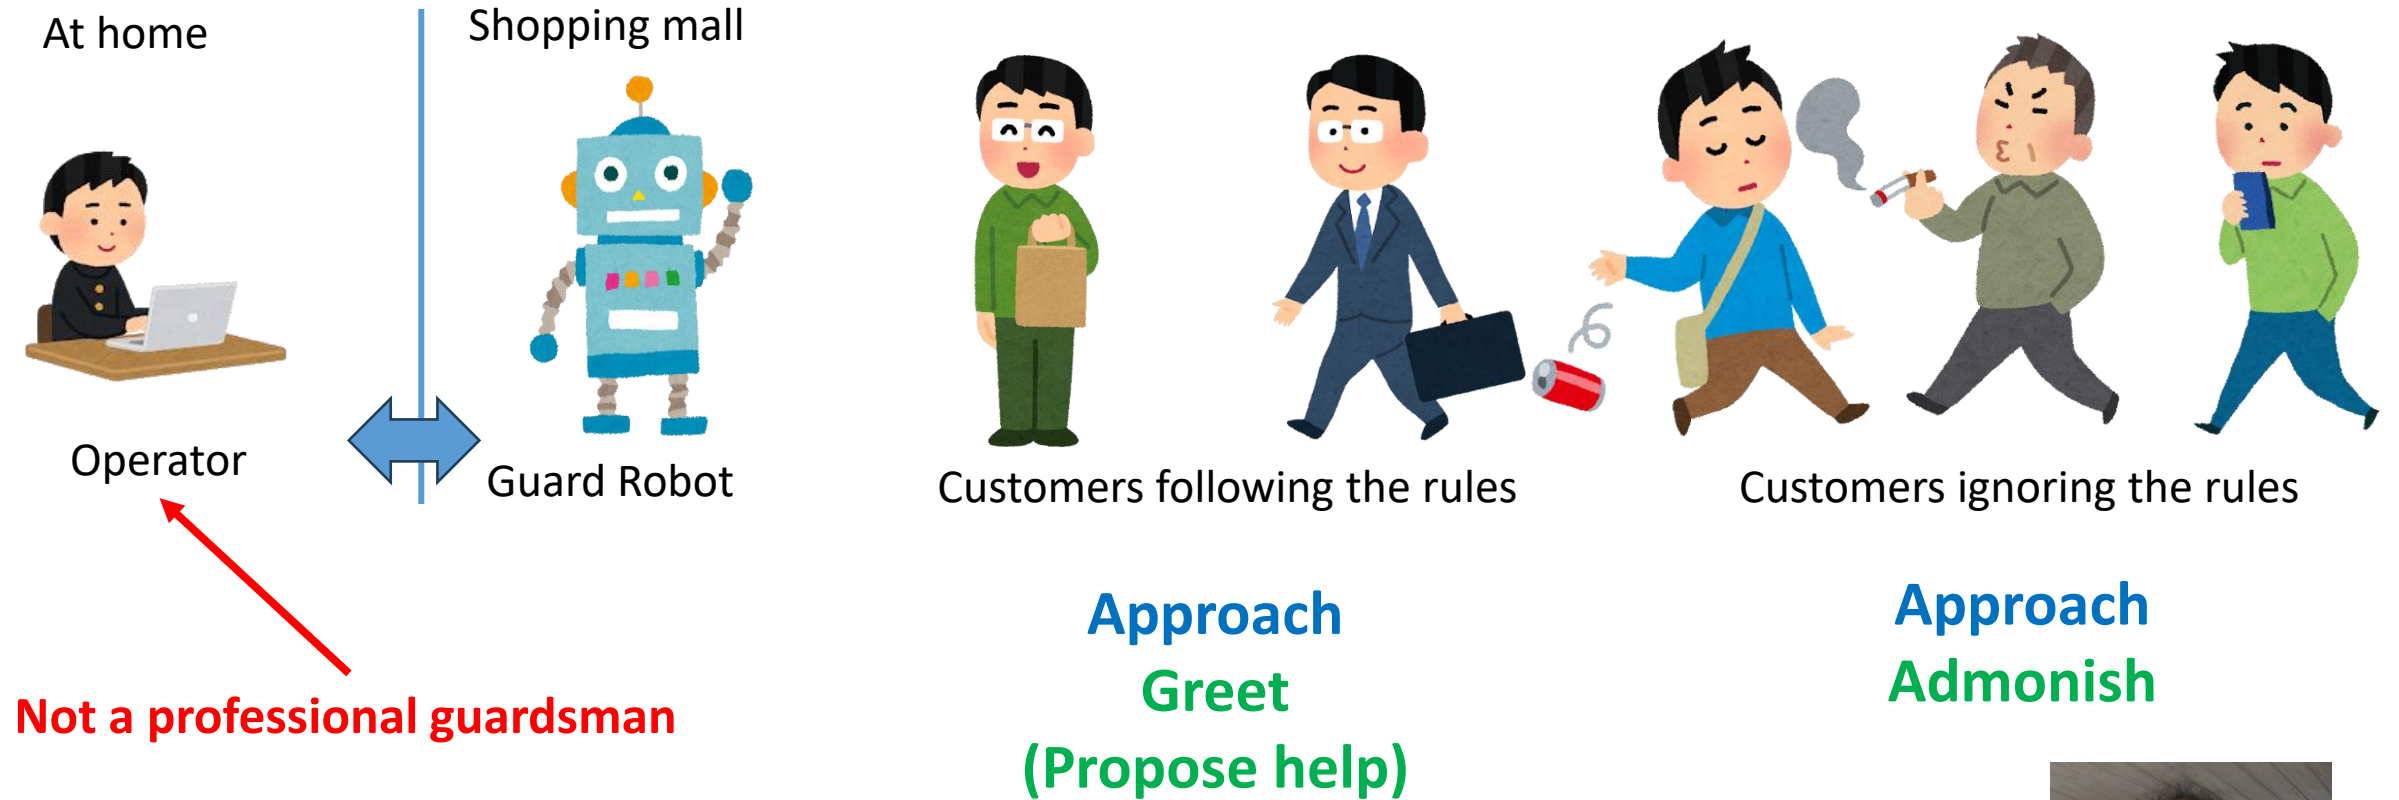 At home
Shopping mall
Operator
Guard Robot
Customers following the rules
Customers ignoring the rules
Not a professional guardsman
Approach
Greet
(Propose help)
Approach
Admonish